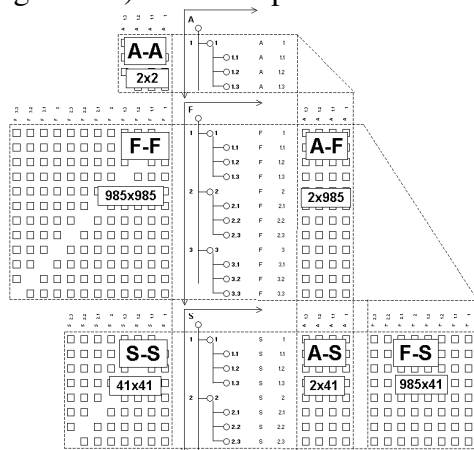 A
A-A
2x2
1 1 A 1
1.1 A 1.1
1.2 A 1.2
1.3 A 1.3
F
F-F
985x985
A-F
2x985
1 1 F 1
1.1 F 1.1
1.2 F 1.2
1.3 F 1.3
2 2 F 2
2.1 F 2.1
2.2 F 2.2
2.3 F 2.3
3 3 F 3
3.1 F 3.1
3.2 F 3.2
3.3 F 3.3
S
S-S
41x41
A-S
2x41
F-S
985x41
1 1 S 1
1.1 S 1.1
1.2 S 1.2
1.3 S 1.3
2 2 S 2
2.1 S 2.1
2.2 S 2.2
2.3 S 2.3